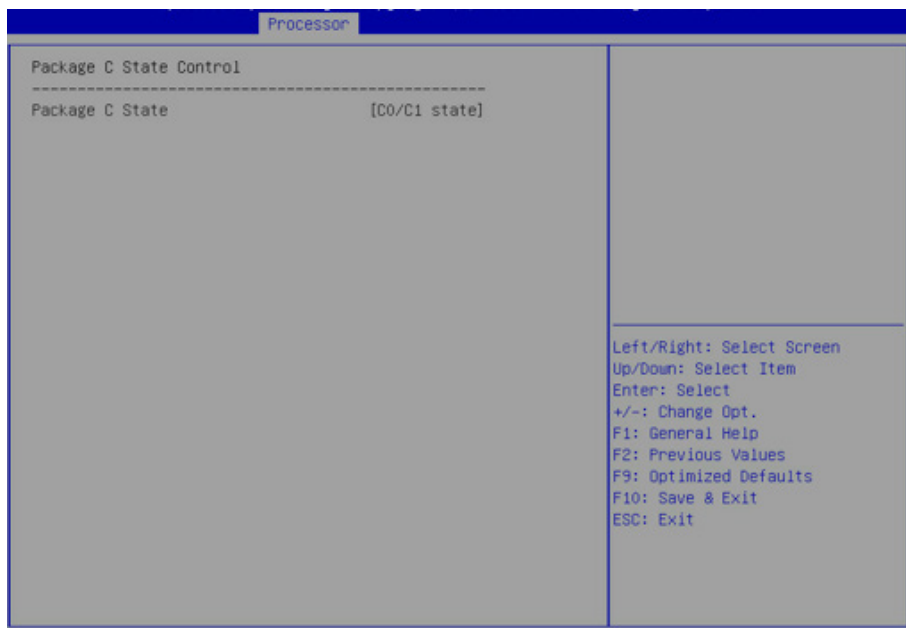 Processor
Package C State Control
--------------------------------------------------
Package C State [C0/C1 state]
Left/Right: Select Screen
Up/Down: Select Item
Enter: Select
+/-: Change Opt.
F1: General Help
F2: Previous Values
F9: Optimized Defaults
F10: Save & Exit
ESC: Exit